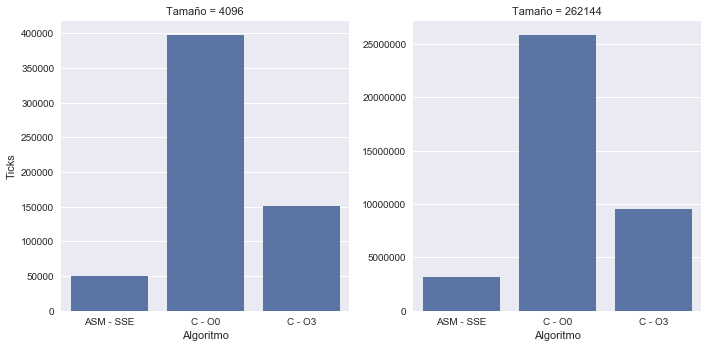 Tamaño = 4096
400000
350000
300000
250000
200000
150000
100000
50000
0
Ticks
ASM - SSE
C - O0
C - O3
Algoritmo
Tamaño = 262144
25000000
20000000
15000000
10000000
5000000
0
ASM - SSE
C - O0
C - O3
Algoritmo